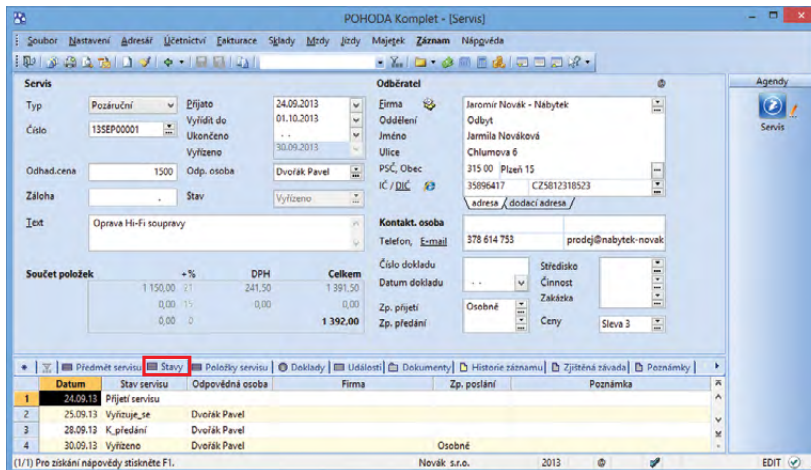 POHODA Komplet - [Servis]
Soubor Nastavení Adresář Účetnictví Fakturace Sklady Mzdy Jízdy Majetek Záznam Nápověda
Servis
Typ Pozáruční
Číslo 13SEP00001
Odhad.cena 1500
Záloha .
Text Oprava Hi-Fi soupravy
Přijato 24.09.2013
Vyřídit do 01.10.2013
Ukončeno . .
Vyřízeno 30.09.2013
Odp. osoba Dvořák Pavel
Stav Vyřízeno
Součet položek +% DPH Celkem
1 150,00 21 241,50 1 391,50
0,00 15 0,00 0,00
0,00 0 1 392,00
Odběratel @
Firma Jaromír Novák - Nábytek
Oddělení Odbyt
Jméno Jarmila Nováková
Ulice Chlumova 6
PSČ, Obec 315 00 Plzeň 15
IČ / DIČ 35896417 CZ5812318523
adresa dodací adresa
Kontakt. osoba
Telefon, E-mail 378 614 753 prodej@nabytek-novak
Číslo dokladu
Datum dokladu . .
Zp. přijetí Osobně
Zp. předání
Středisko
Činnost
Zakázka
Ceny Sleva 3
Agendy
Servis
Předmět servisu Stavy Položky servisu Doklady Události Dokumenty Historie záznamu Zjištěná závada Poznámky
Datum Stav servisu Odpovědná osoba Firma Zp. poslání Poznámka
1 24.09.13 Přijetí servisu
2 25.09.13 Vyřizuje_se Dvořák Pavel
3 28.09.13 K_předání Dvořák Pavel
4 30.09.13 Vyřízeno Dvořák Pavel Osobně
(1/1) Pro získání nápovědy stiskněte F1. Novák s.r.o. 2013 @ EDIT